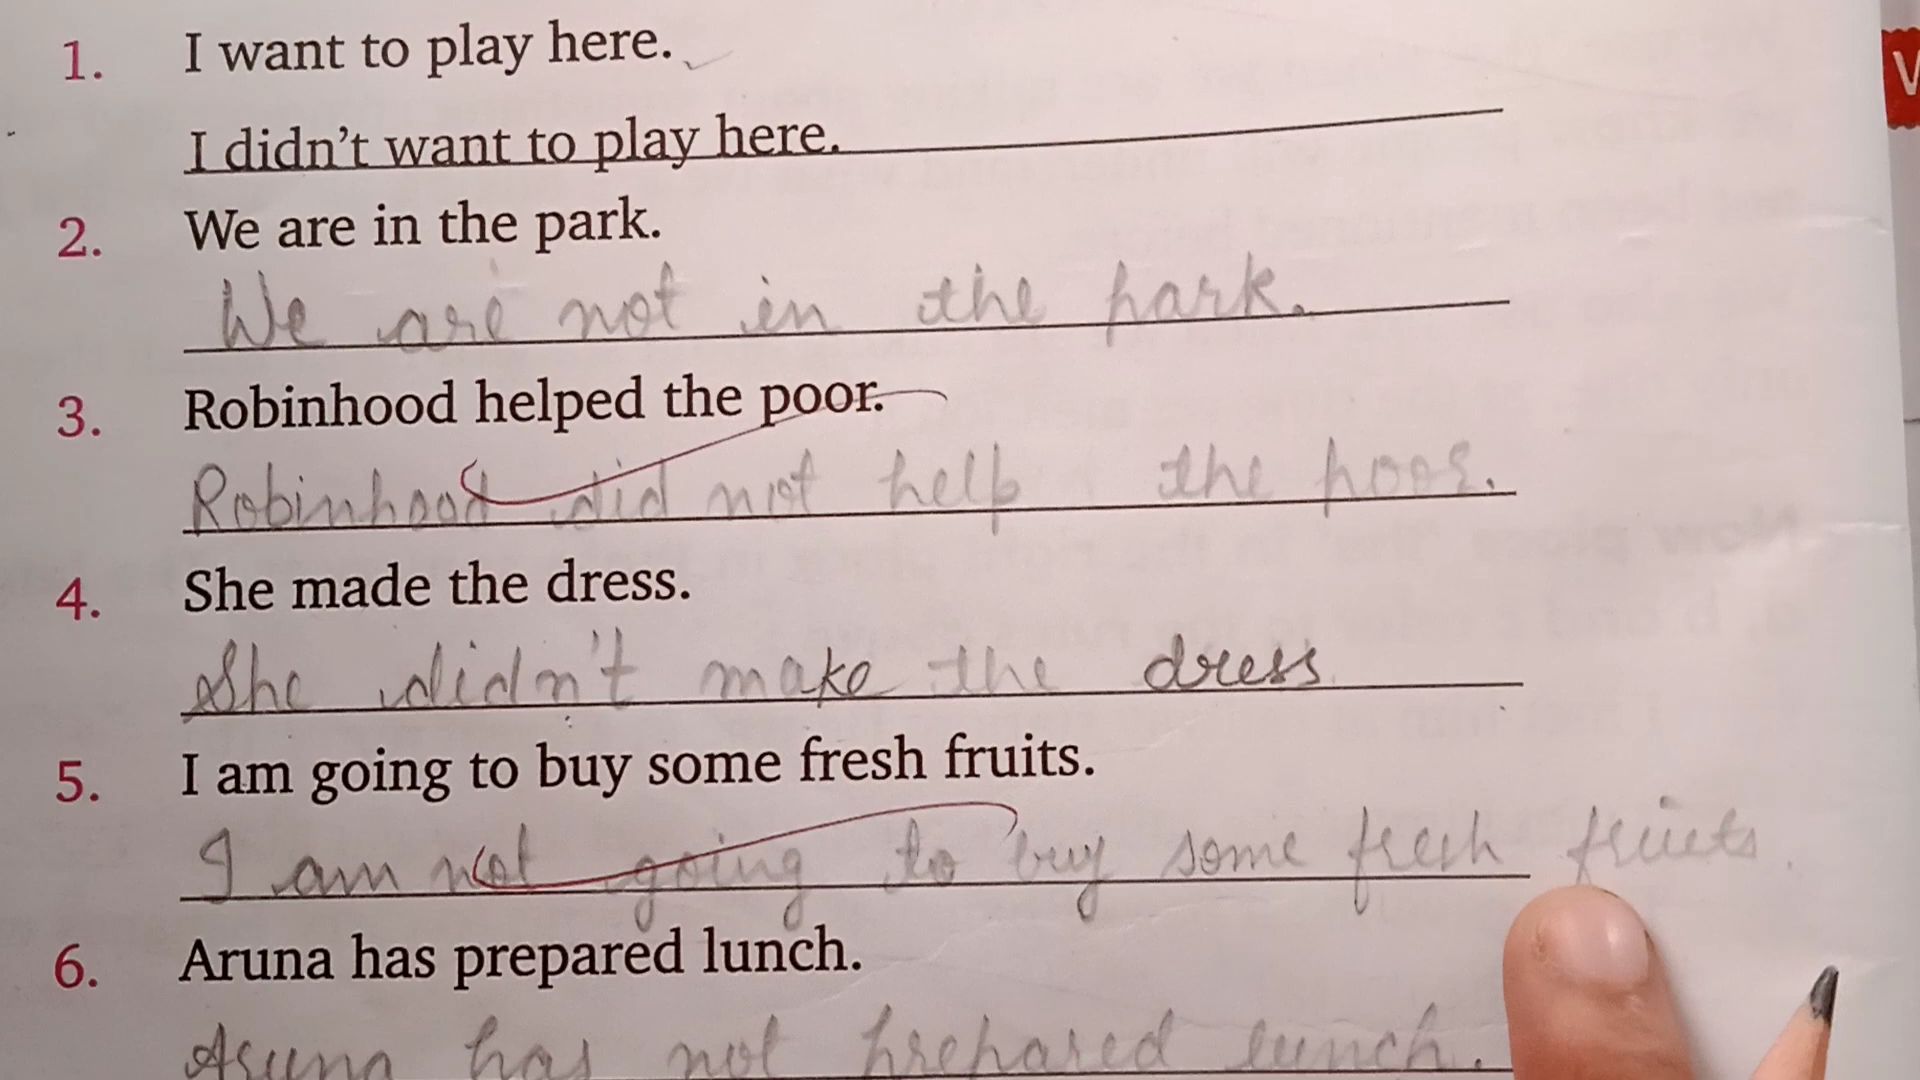 1. I want to play here.
I didn't want to play here.
2. We are in the park.
We are not in the park.
3. Robinhood helped the poor.
Robinhood did not help the poor.
4. She made the dress.
She didn't make the dress.
5. I am going to buy some fresh fruits.
I am not going to buy some fresh fruits.
6. Aruna has prepared lunch.
Aruna has not prepared lunch.
V